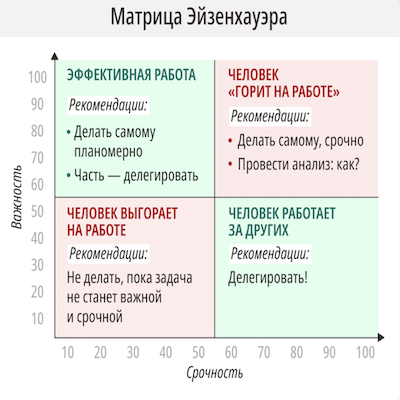 Матрица Эйзенхауэра
ЭФФЕКТИВНАЯ РАБОТА
Рекомендации:
• Делать самому
планомерно
• Часть — делегировать
ЧЕЛОВЕК
«ГОРИТ НА РАБОТЕ»
Рекомендации:
• Делать самому, срочно
• Провести анализ: как?
ЧЕЛОВЕК ВЫГОРАЕТ
НА РАБОТЕ
Рекомендации:
Не делать, пока задача
не станет важной
и срочной
ЧЕЛОВЕК РАБОТАЕТ
ЗА ДРУГИХ
Рекомендации:
Делегировать!
Важность
100
90
80
70
60
50
40
30
20
10
10 20 30 40 50 60 70 80 90 100
Срочность